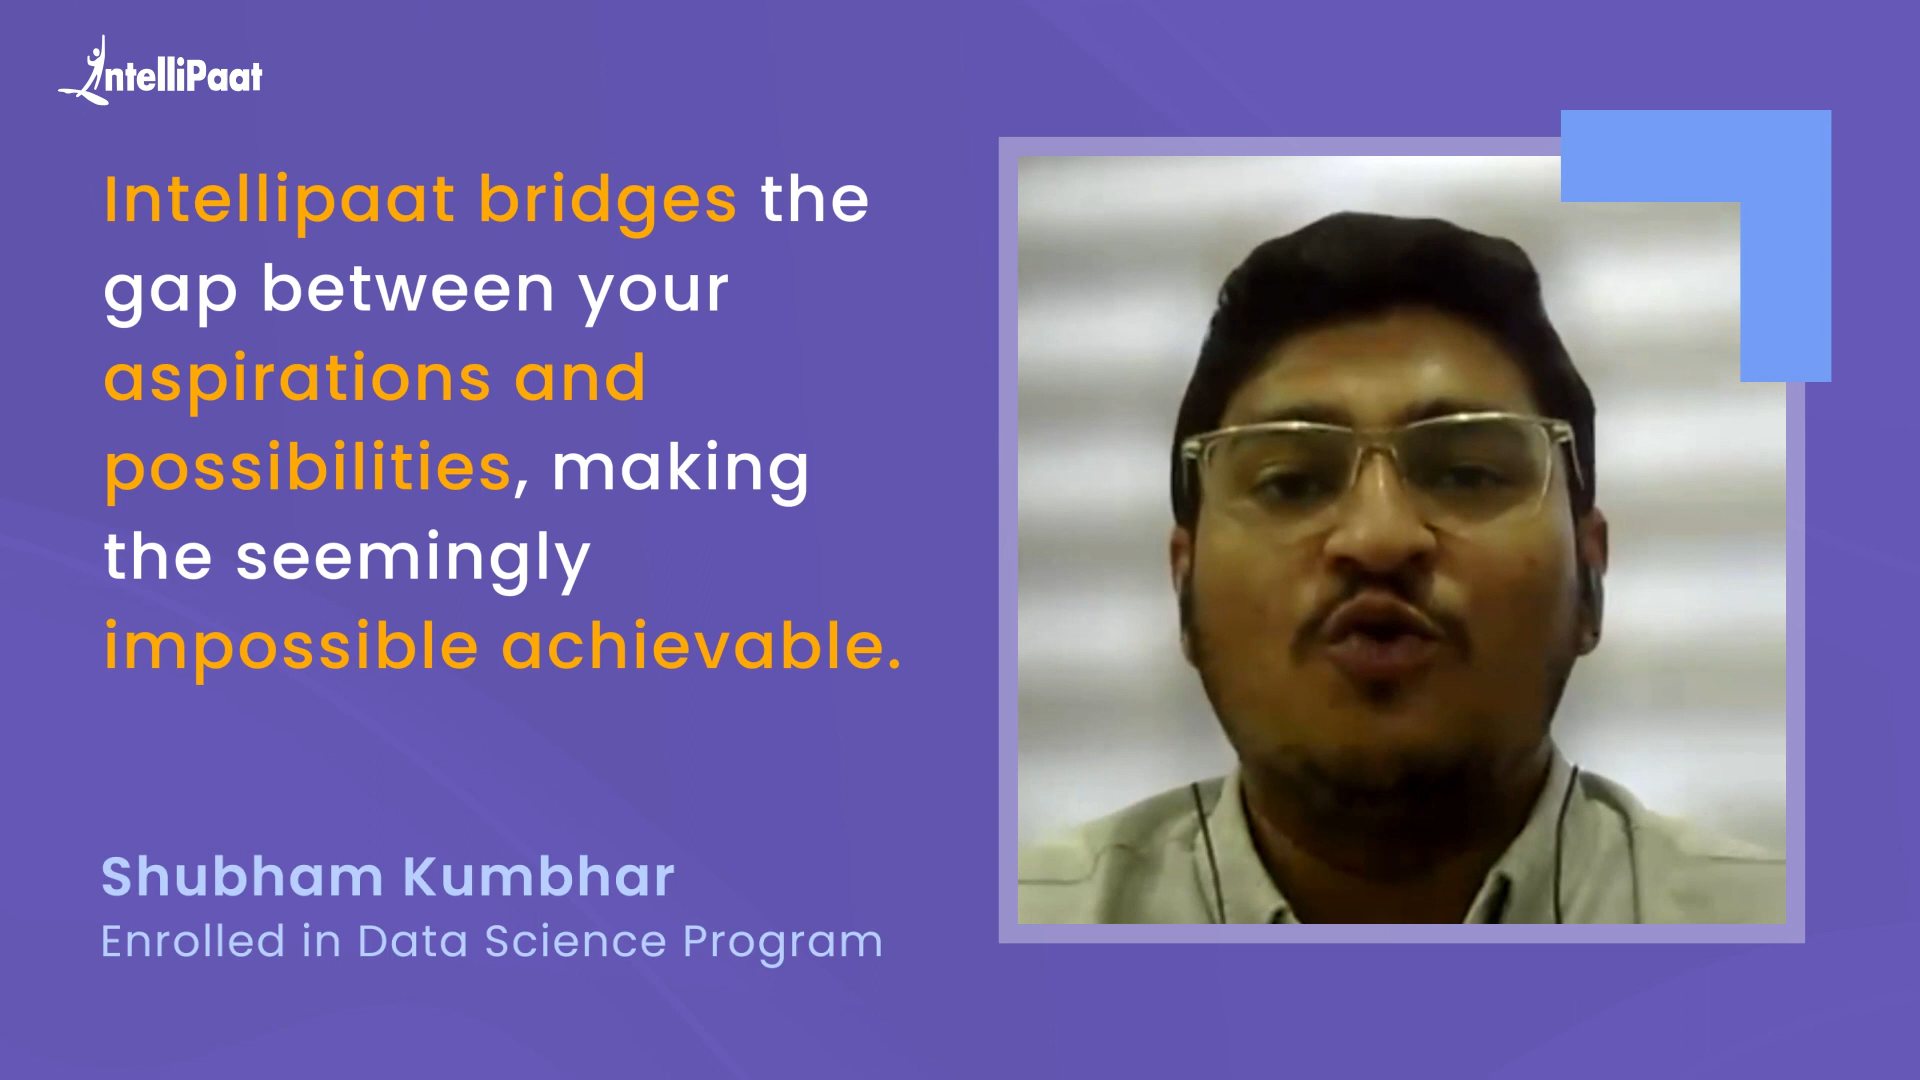 IntelliPaat
Intellipaat bridges the
gap between your
aspirations and
possibilities, making
the seemingly
impossible achievable.
Shubham Kumbhar
Enrolled in Data Science Program